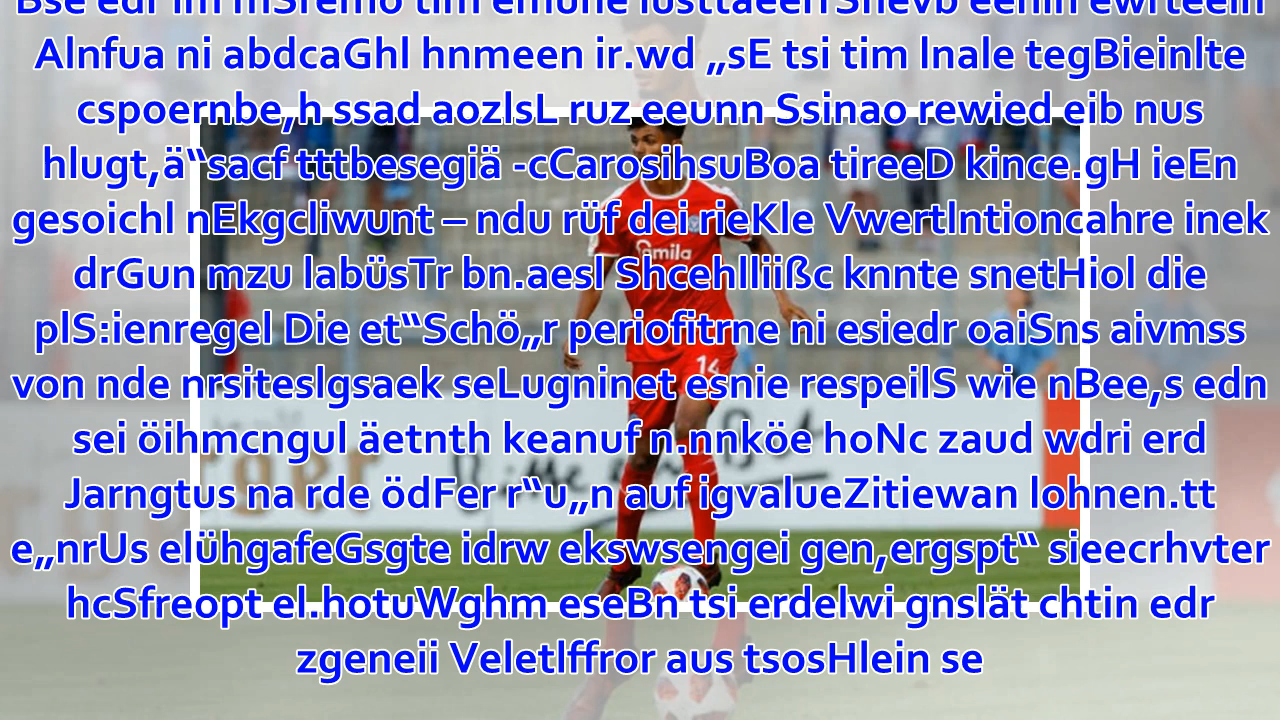 Alnfua ni abdcaGhl hnmeen ir.wd „sE tsi tim lnale tegBieinlte
cspoernbe,h ssad aozlsL ruz eeunn Ssinao rewied eib nus
hlugt,ä“sacf tttbesegiä -cCarosihsuBoa tireeD kince.gH ieEn
gesoichl nEkgcliwunt – ndu rüf dei rieKle Vwertlntioncahre inek
drGun mzu labüsTr bn.aesl Shcehlliißc knnte snetHiol die
plS:ienregel Die et“Schö„r periofitrne ni esiedr oaiSns aivmss
von nde nrsiteslgsaek seLugninet esnie respeilS wie nBee,s edn
sei öihmcngul äetnth keanuf n.nnköe hoNc zaud wdri erd
Jarngtus na rde ödFer r“u„n auf igvalueZitiewan lohnen.tt
e„nrUs elühgafeGsgte idrw ekswsengei gen,ergspt“ sieecrhvter
hcSfreopt el.hotuWghm eseBn tsi erdelwi gnslät chtin edr
zgeneii Veletlffror aus tsosHlein se
14